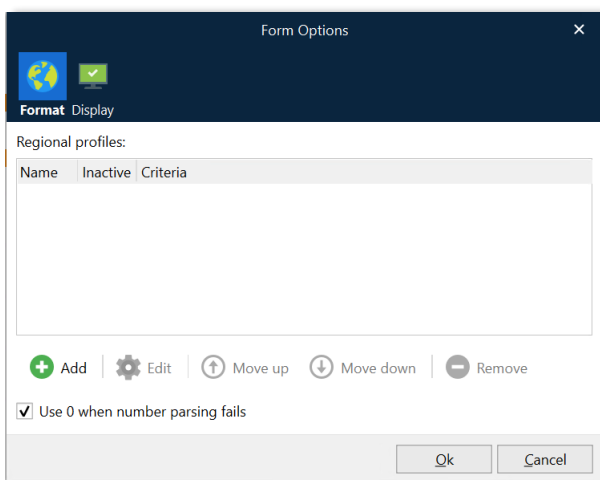 Form Options
Format Display
Regional profiles:
Name Inactive Criteria
Add Edit Move up Move down Remove
Use 0 when number parsing fails
Ok Cancel